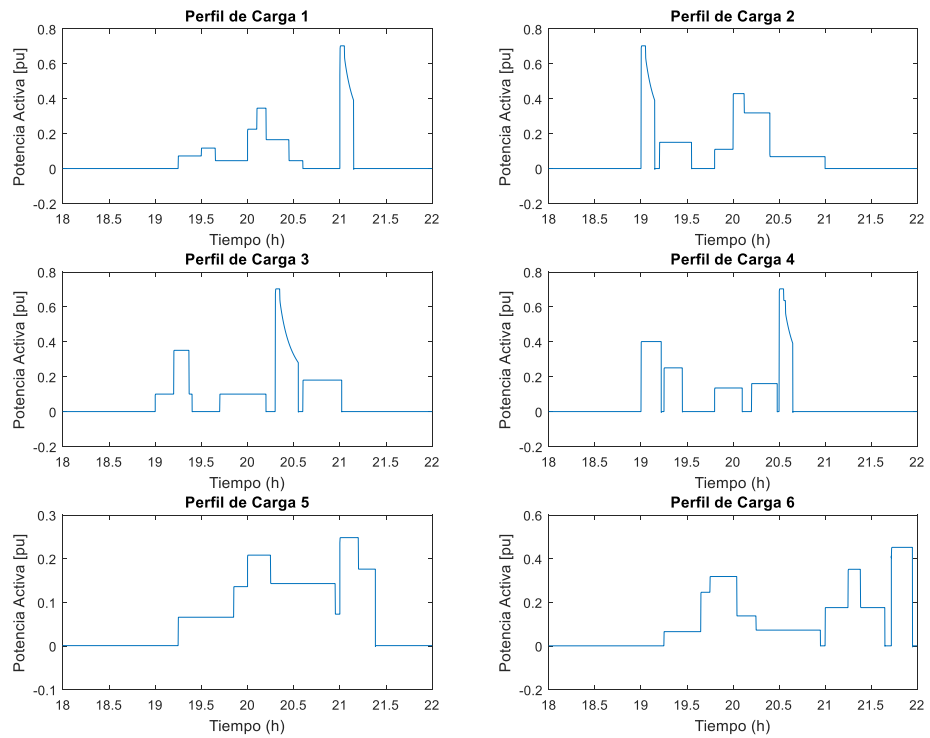 Perfil de Carga 1
0.8
0.6
0.4
0.2
0
-0.2
Potencia Activa [pu]
18 18.5 19 19.5 20 20.5 21 21.5 22
Tiempo (h)
Perfil de Carga 2
0.8
0.6
0.4
0.2
0
-0.2
Potencia Activa [pu]
18 18.5 19 19.5 20 20.5 21 21.5 22
Tiempo (h)
Perfil de Carga 3
0.8
0.6
0.4
0.2
0
-0.2
Potencia Activa [pu]
18 18.5 19 19.5 20 20.5 21 21.5 22
Tiempo (h)
Perfil de Carga 4
0.8
0.6
0.4
0.2
0
-0.2
Potencia Activa [pu]
18 18.5 19 19.5 20 20.5 21 21.5 22
Tiempo (h)
Perfil de Carga 5
0.3
0.2
0.1
0
-0.1
Potencia Activa [pu]
18 18.5 19 19.5 20 20.5 21 21.5 22
Tiempo (h)
Perfil de Carga 6
0.6
0.4
0.2
0
-0.2
Potencia Activa [pu]
18 18.5 19 19.5 20 20.5 21 21.5 22
Tiempo (h)